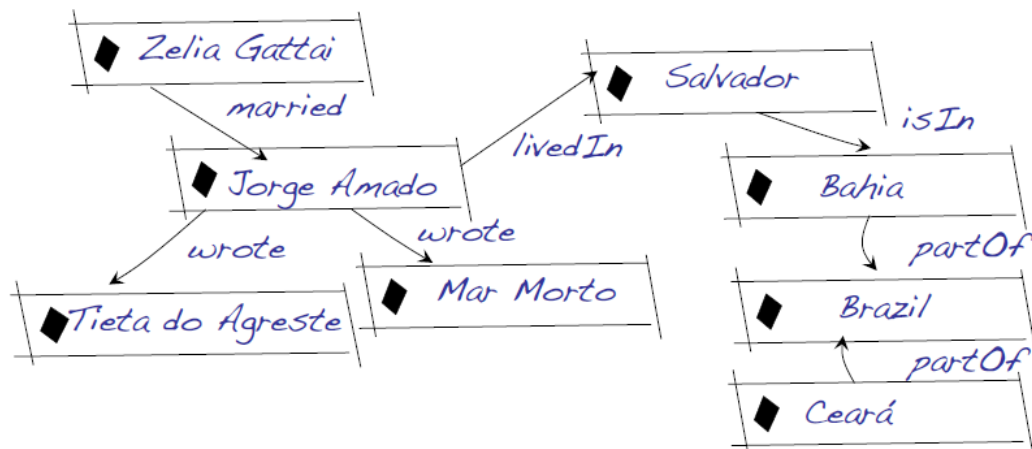 Zelia Gattai
married
Salvador
livedIn
isIn
Jorge Amado
Bahia
wrote
wrote
partOf
Tieta do Agreste
Mar Morto
Brazil
partOf
Ceará